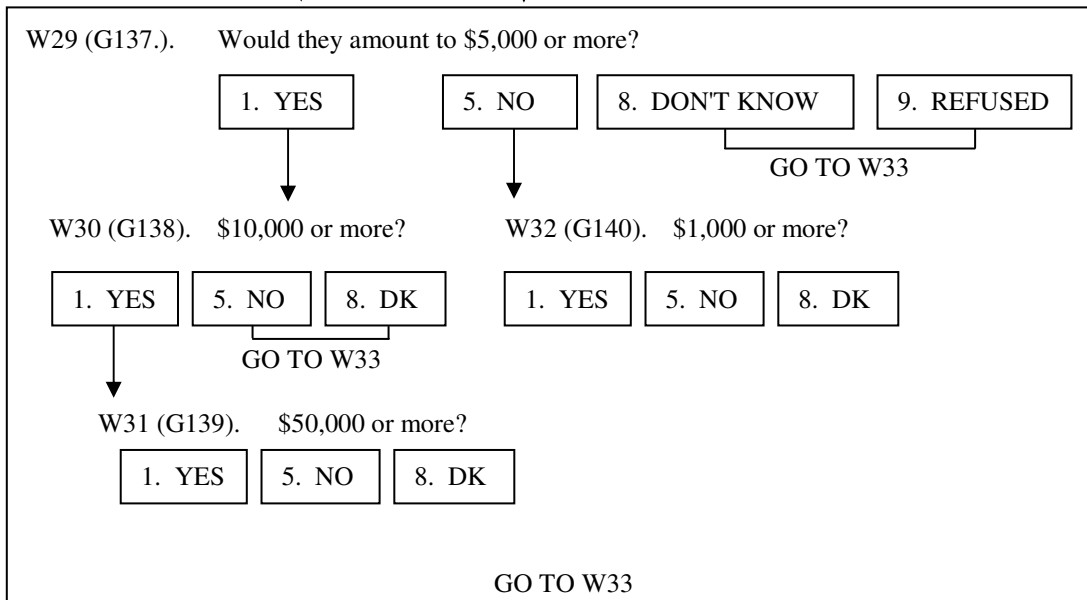 W29 (G137.). Would they amount to $5,000 or more?
1. YES 5. NO 8. DON'T KNOW 9. REFUSED
GO TO W33
W30 (G138). $10,000 or more? W32 (G140). $1,000 or more?
1. YES 5. NO 8. DK 1. YES 5. NO 8. DK
GO TO W33
W31 (G139). $50,000 or more?
1. YES 5. NO 8. DK
GO TO W33